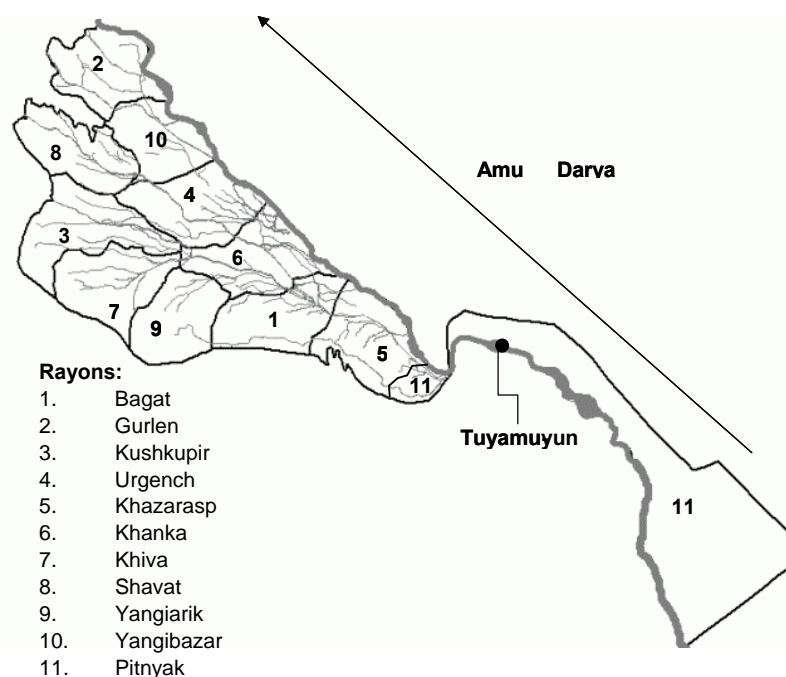 2
10
Amu Darva
8
4
3
6
7
9
1
5
11
Tuyamuyun
11
Rayons:
1. Bagat
2. Gurlen
3. Kushkupir
4. Urgench
5. Khazarasp
6. Khanka
7. Khiva
8. Shavat
9. Yangiarik
10. Yangibazar
11. Pitnyak